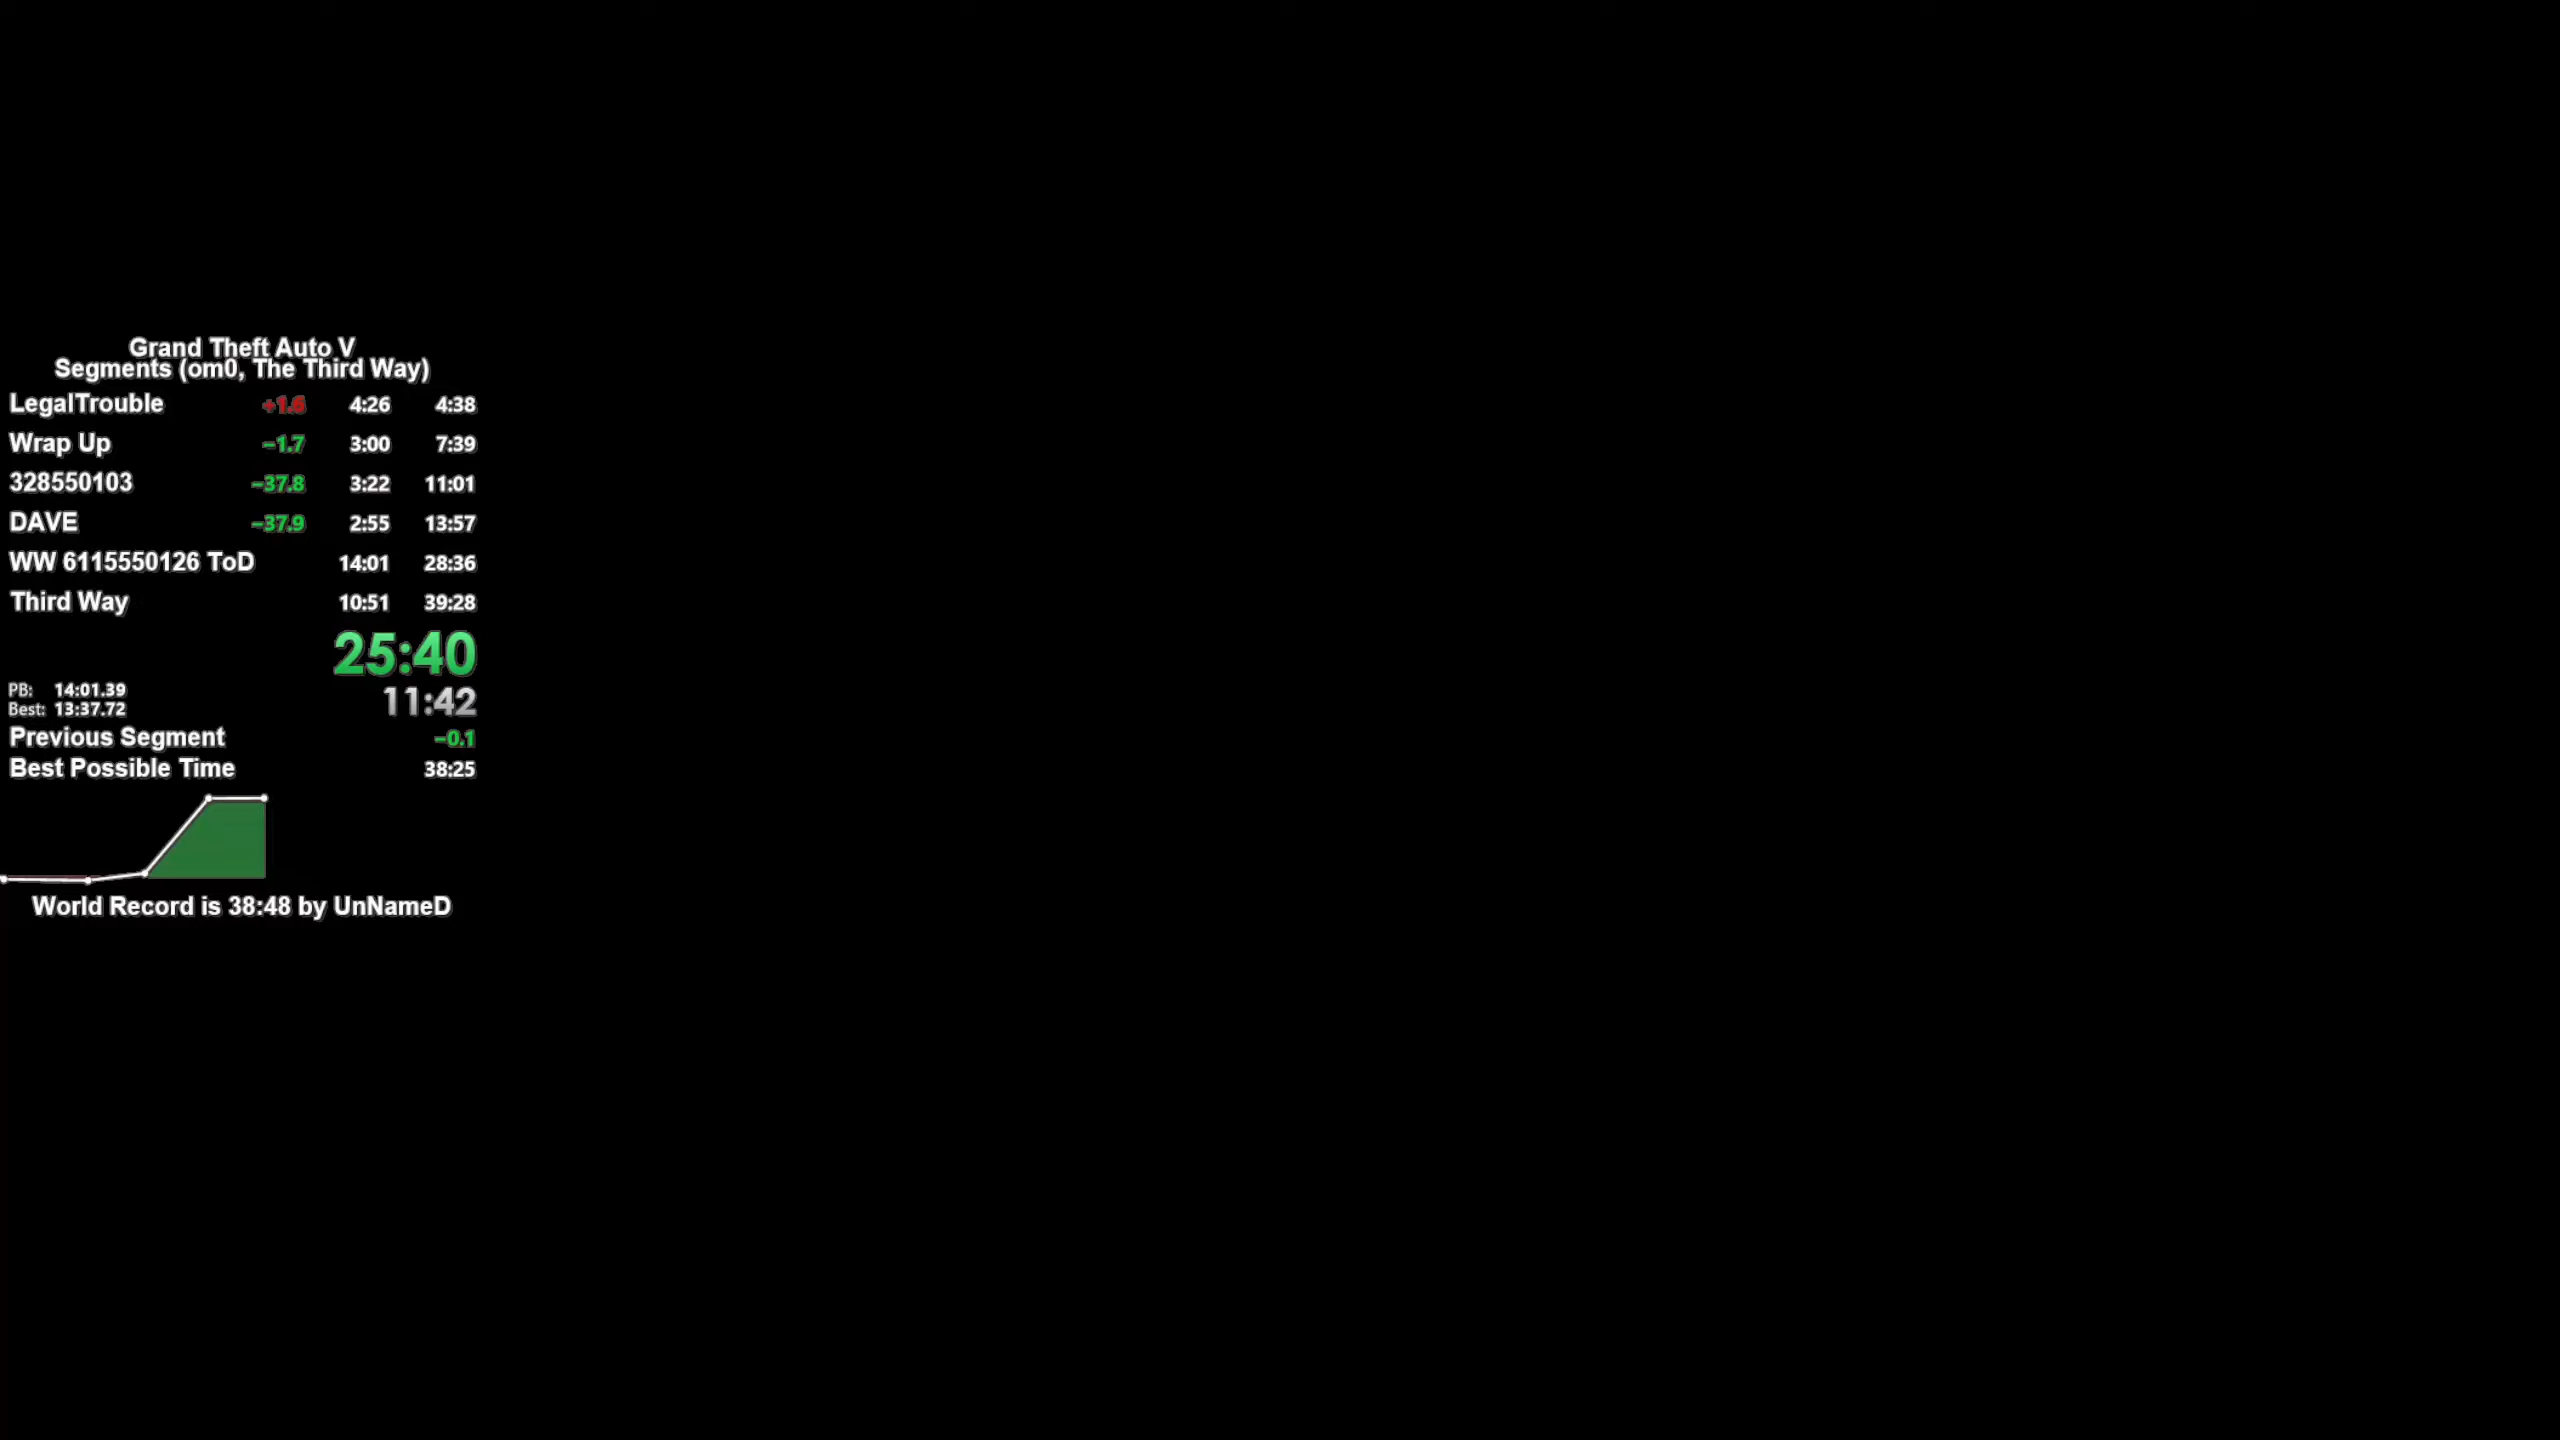 Grand Theft Auto V
Segments (om0, The Third Way)
LegalTrouble +1.6 4:26 4:38
Wrap Up −1.7 3:00 7:39
328550103 −37.8 3:22 11:01
DAVE −37.9 2:55 13:57
WW 6115550126 ToD 14:01 28:36
Third Way 10:51 39:28
25:40
PB: 14:01.39 11:42
Best: 13:37.72
Previous Segment −0.1
Best Possible Time 38:25
World Record is 38:48 by UnNameD